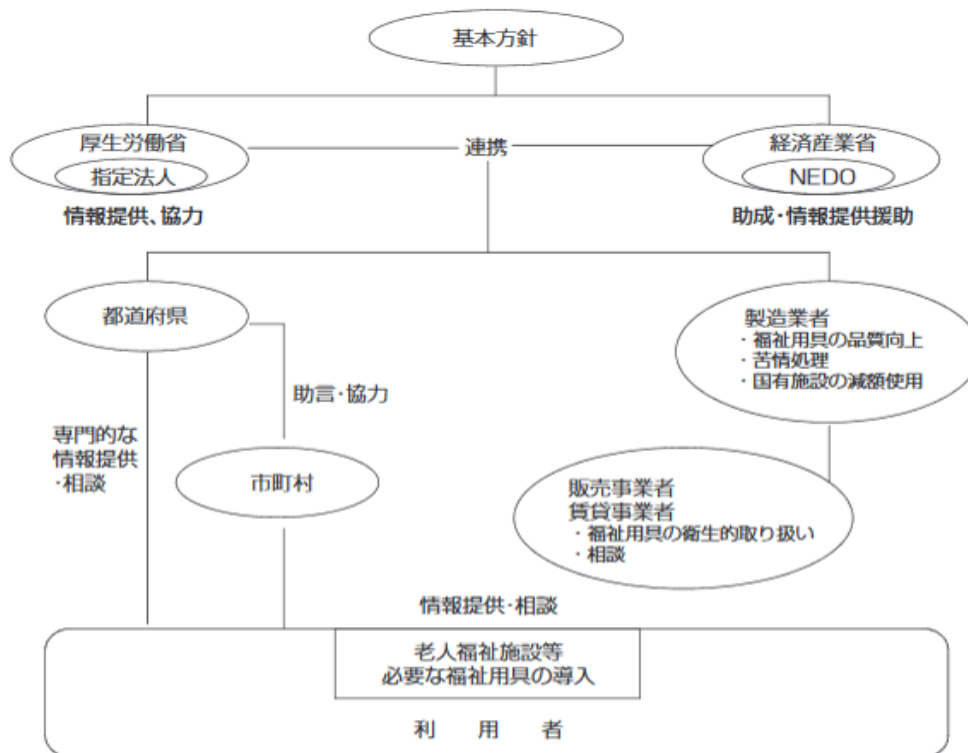 基本方針
厚生労働省
指定法人
情報提供、協力
連携
経済産業省
NEDO
助成・情報提供援助
都道府県
製造業者
・福祉用具の品質向上
・苦情処理
・国有施設の減額使用
助言・協力
専門的な
情報提供
・相談
市町村
販売事業者
賃貸事業者
・福祉用具の衛生的取り扱い
・相談
情報提供・相談
老人福祉施設等
必要な福祉用具の導入
利 用 者